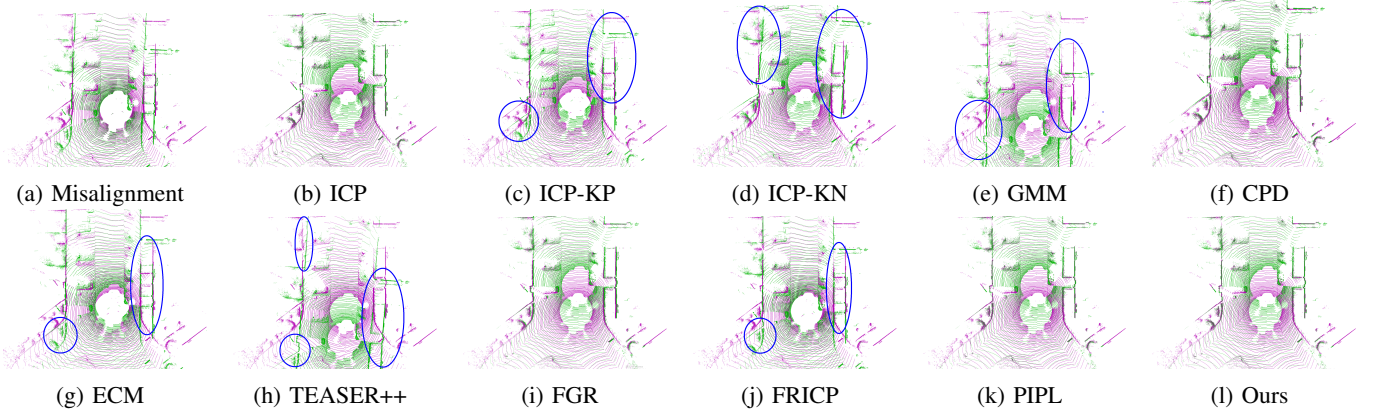 (a) Misalignment (b) ICP (c) ICP-KP (d) ICP-KN (e) GMM (f) CPD
(g) ECM (h) TEASER++ (i) FGR (j) FRICP (k) PIPL (l) Ours